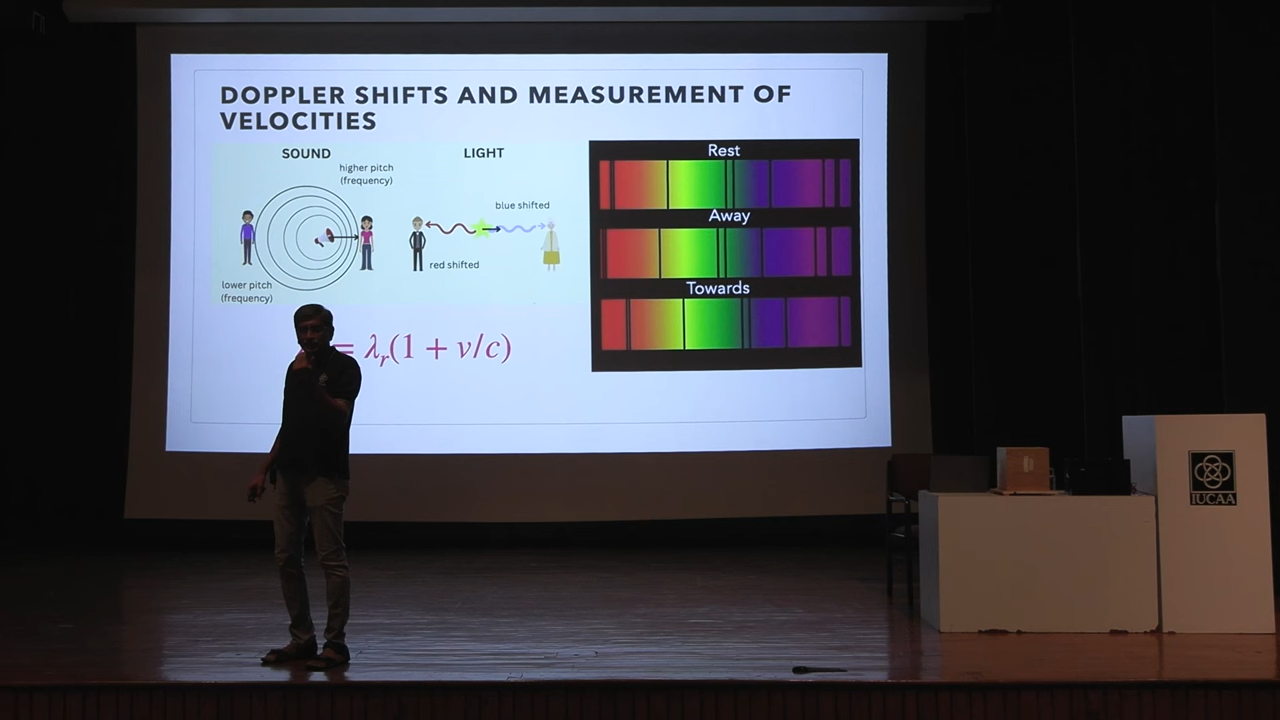 DOPPLER SHIFTS AND MEASUREMENT OF
VELOCITIES
SOUND
higher pitch
(frequency)
lower pitch
(frequency)
LIGHT
blue shifted
red shifted
= λᵣ(1 + v/c)
Rest
Away
Towards
IUCAA